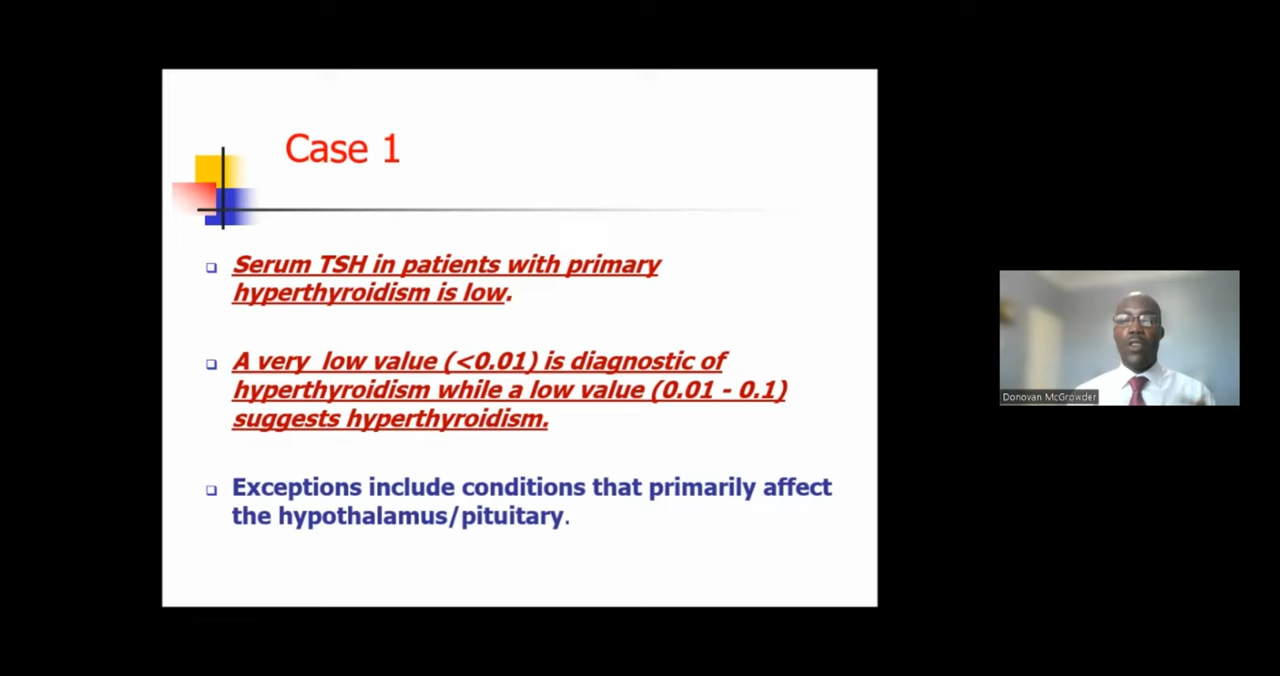 Case 1
Serum TSH in patients with primary
hyperthyroidism is low.
A very low value (<0.01) is diagnostic of
hyperthyroidism while a low value (0.01 - 0.1)
suggests hyperthyroidism.
Exceptions include conditions that primarily affect
the hypothalamus/pituitary.
Donovan McGrowder